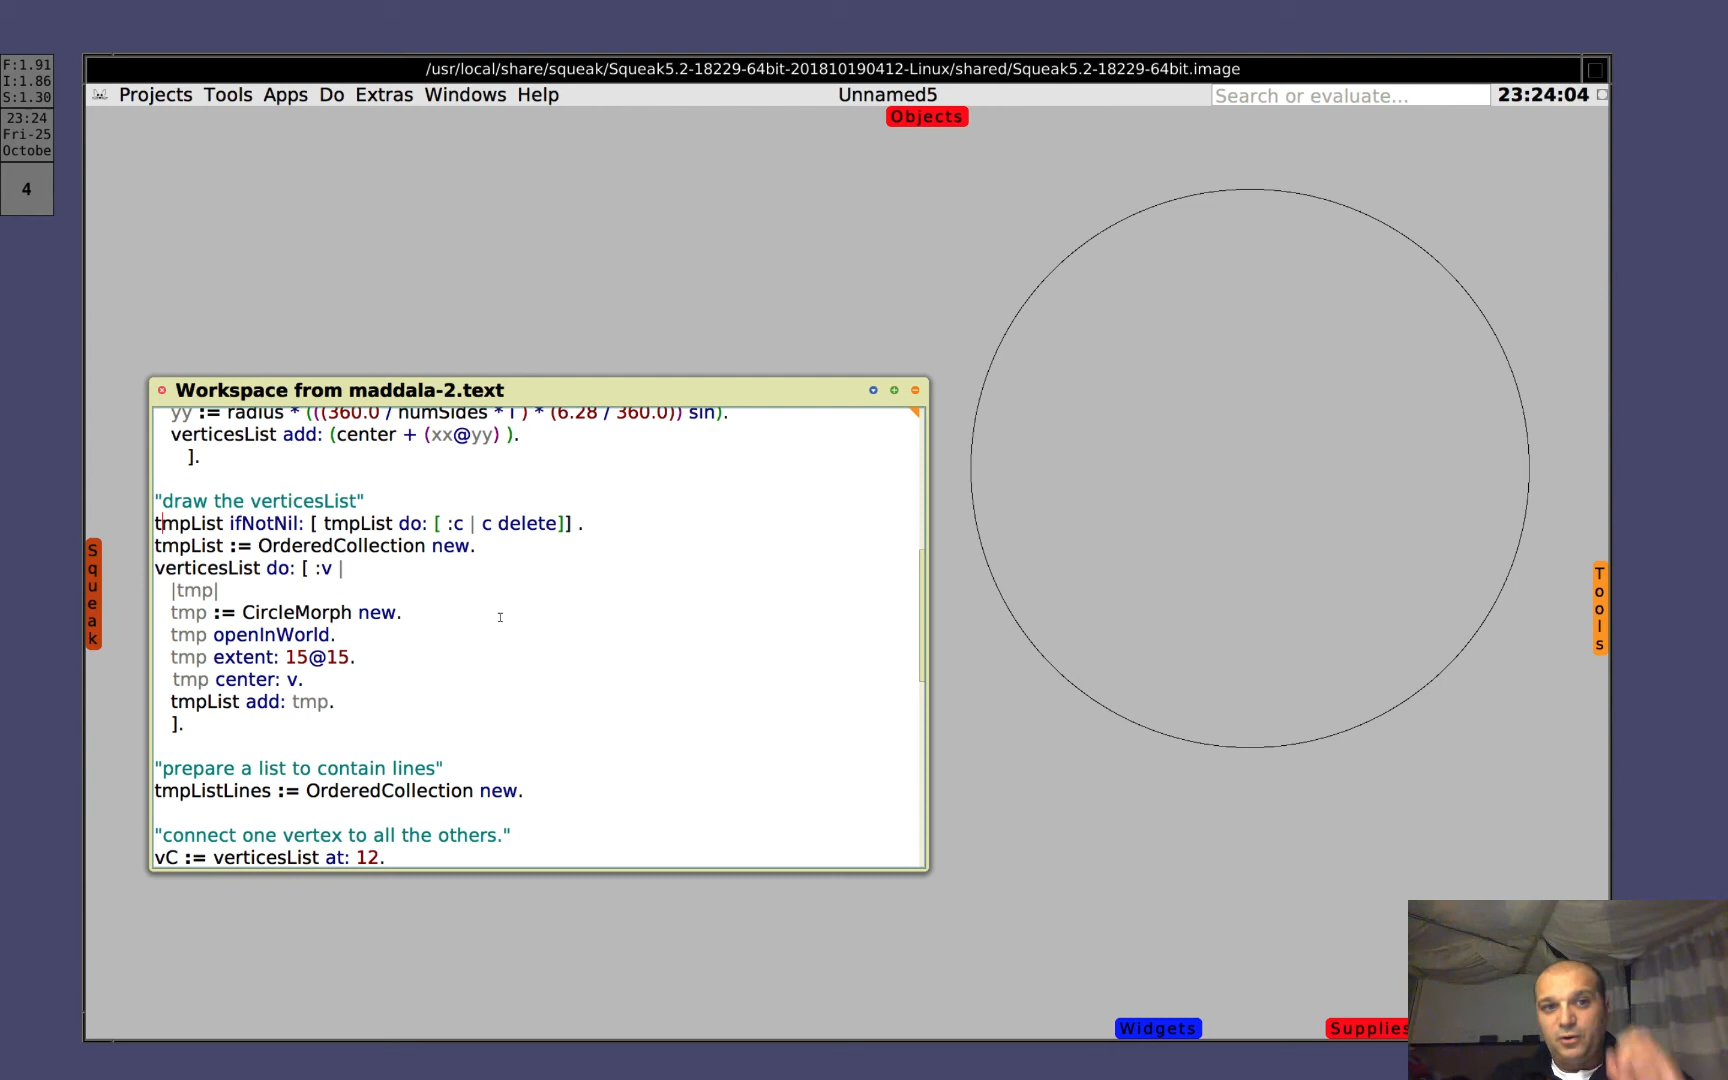 F:1.91
I:1.86
S:1.30
23:24
Fri-25
Octobe
4
/usr/local/share/squeak/Squeak5.2-18229-64bit-201810190412-Linux/shared/Squeak5.2-18229-64bit.image
Projects Tools Apps Do Extras Windows Help Unnamed5 Search or evaluate... 23:24:04
Objects
Workspace from maddala-2.text
yy := radius * (((360.0 / numSides * i ) * (6.28 / 360.0)) sin).
verticesList add: (center + (xx@yy) ).
].
"draw the verticesList"
tmpList ifNotNil: [ tmpList do: [ :c | c delete]] .
tmpList := OrderedCollection new.
verticesList do: [ :v |
|tmp|
tmp := CircleMorph new.
tmp openInWorld.
tmp extent: 15@15.
tmp center: v.
tmpList add: tmp.
].
"prepare a list to contain lines"
tmpListLines := OrderedCollection new.
"connect one vertex to all the others."
vC := verticesList at: 12.
Squeak
Tools
Widgets
Supplies